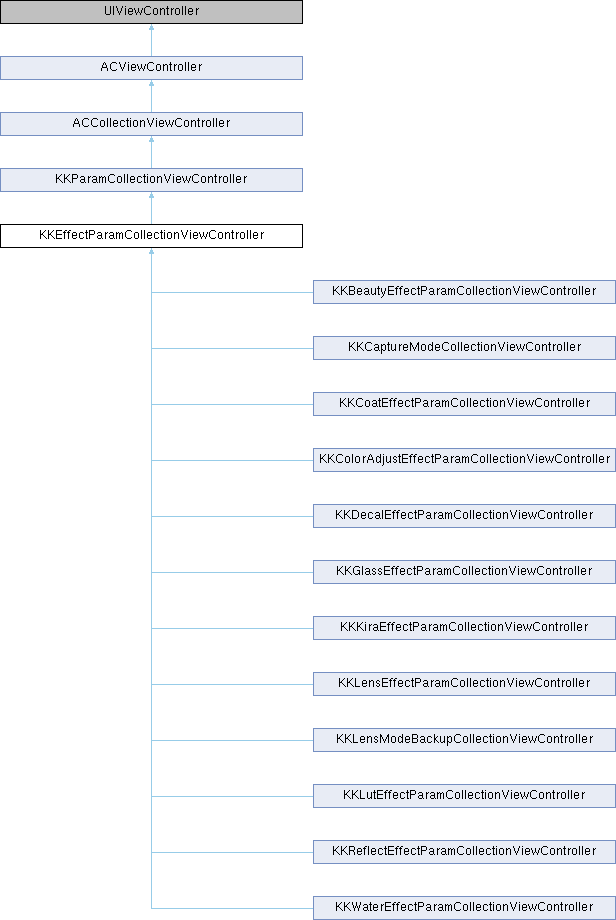 UIViewController
ACViewController
ACCollectionViewController
KKParamCollectionViewController
KKEffectParamCollectionViewController
KKBeautyEffectParamCollectionViewController
KKCaptureModeCollectionViewController
KKCoatEffectParamCollectionViewController
KKColorAdjustEffectParamCollectionViewController
KKDecalEffectParamCollectionViewController
KKGlassEffectParamCollectionViewController
KKKiraEffectParamCollectionViewController
KKLensEffectParamCollectionViewController
KKLensModeBackupCollectionViewController
KKLutEffectParamCollectionViewController
KKReflectEffectParamCollectionViewController
KKWaterEffectParamCollectionViewController